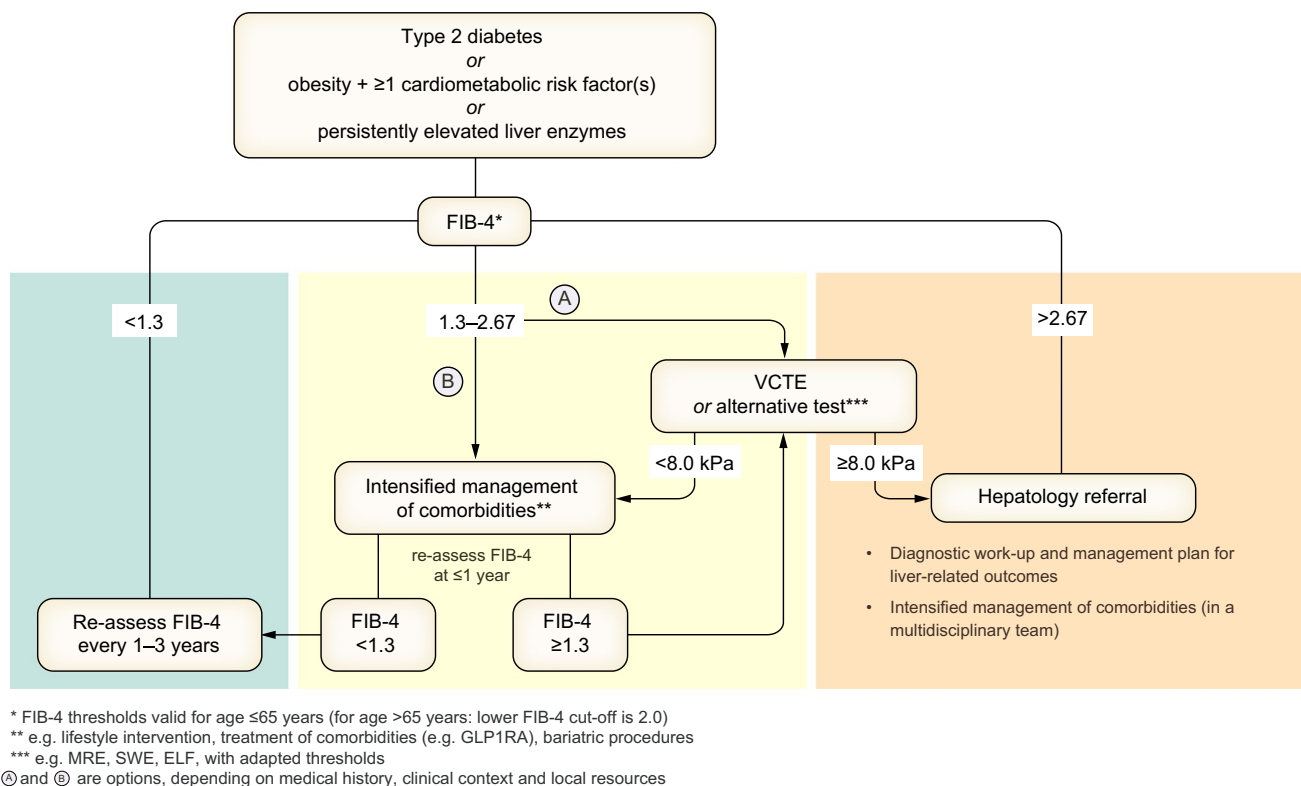 Type 2 diabetes
or
obesity + ≥1 cardiometabolic risk factor(s)
or
persistently elevated liver enzymes
FIB-4*
<1.3
1.3–2.67
A
>2.67
B
VCTE
or alternative test***
<8.0 kPa
≥8.0 kPa
Intensified management
of comorbidities**
Hepatology referral
re-assess FIB-4
at ≤1 year
• Diagnostic work-up and management plan for
liver-related outcomes
• Intensified management of comorbidities (in a
multidisciplinary team)
Re-assess FIB-4
every 1–3 years
FIB-4
<1.3
FIB-4
≥1.3
* FIB-4 thresholds valid for age ≤65 years (for age >65 years: lower FIB-4 cut-off is 2.0)
** e.g. lifestyle intervention, treatment of comorbidities (e.g. GLP1RA), bariatric procedures
*** e.g. MRE, SWE, ELF, with adapted thresholds
Ⓐ and Ⓑ are options, depending on medical history, clinical context and local resources